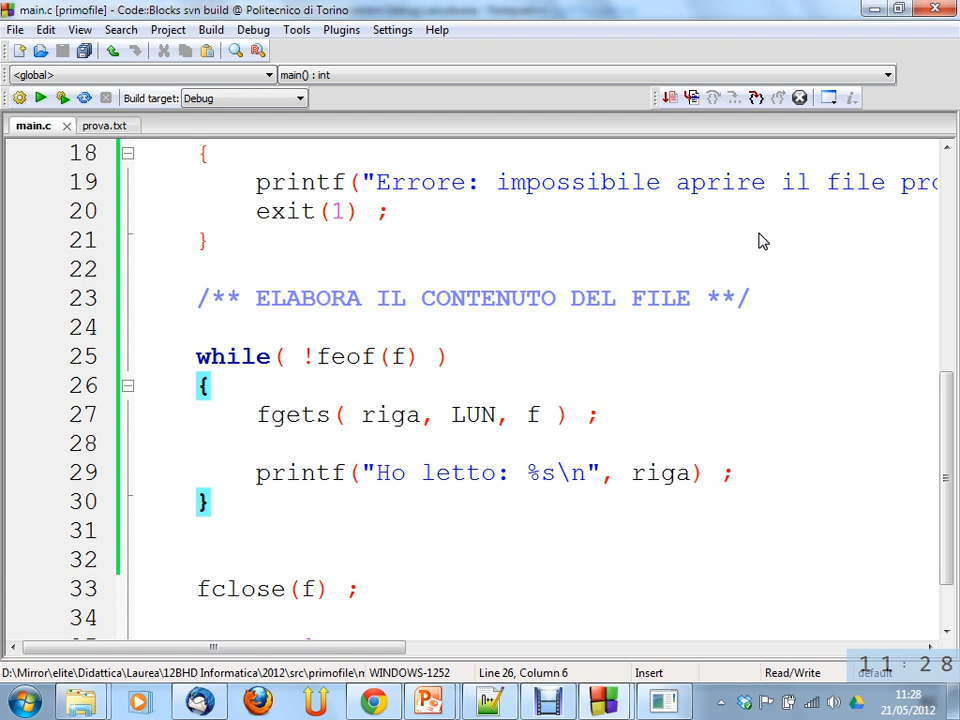 main.c [primofile] - Code::Blocks svn build @ Politecnico di Torino
File Edit View Search Project Build Debug Tools Plugins Settings Help
<global> main() : int
Build target: Debug
main.c prova.txt
18 {
19 printf("Errore: impossibile aprire il file pro
20 exit(1) ;
21 }
22
23 /** ELABORA IL CONTENUTO DEL FILE **/
24
25 while( !feof(f) )
26 {
27 fgets( riga, LUN, f ) ;
28
29 printf("Ho letto: %s\n", riga) ;
30 }
31
32
33 fclose(f) ;
34
D:\Mirror\elite\Didattica\Laurea\12BHD Informatica\2012\src\primofile\m WINDOWS-1252 Line 26, Column 6 Insert Read/Write default
11:28
11:28
21/05/2012